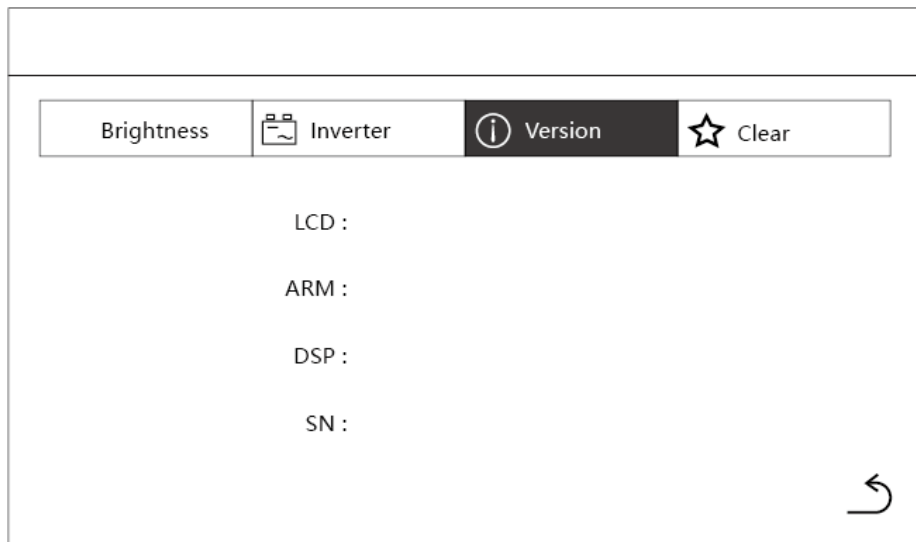 Brightness Inverter Version Clear
LCD :
ARM :
DSP :
SN :